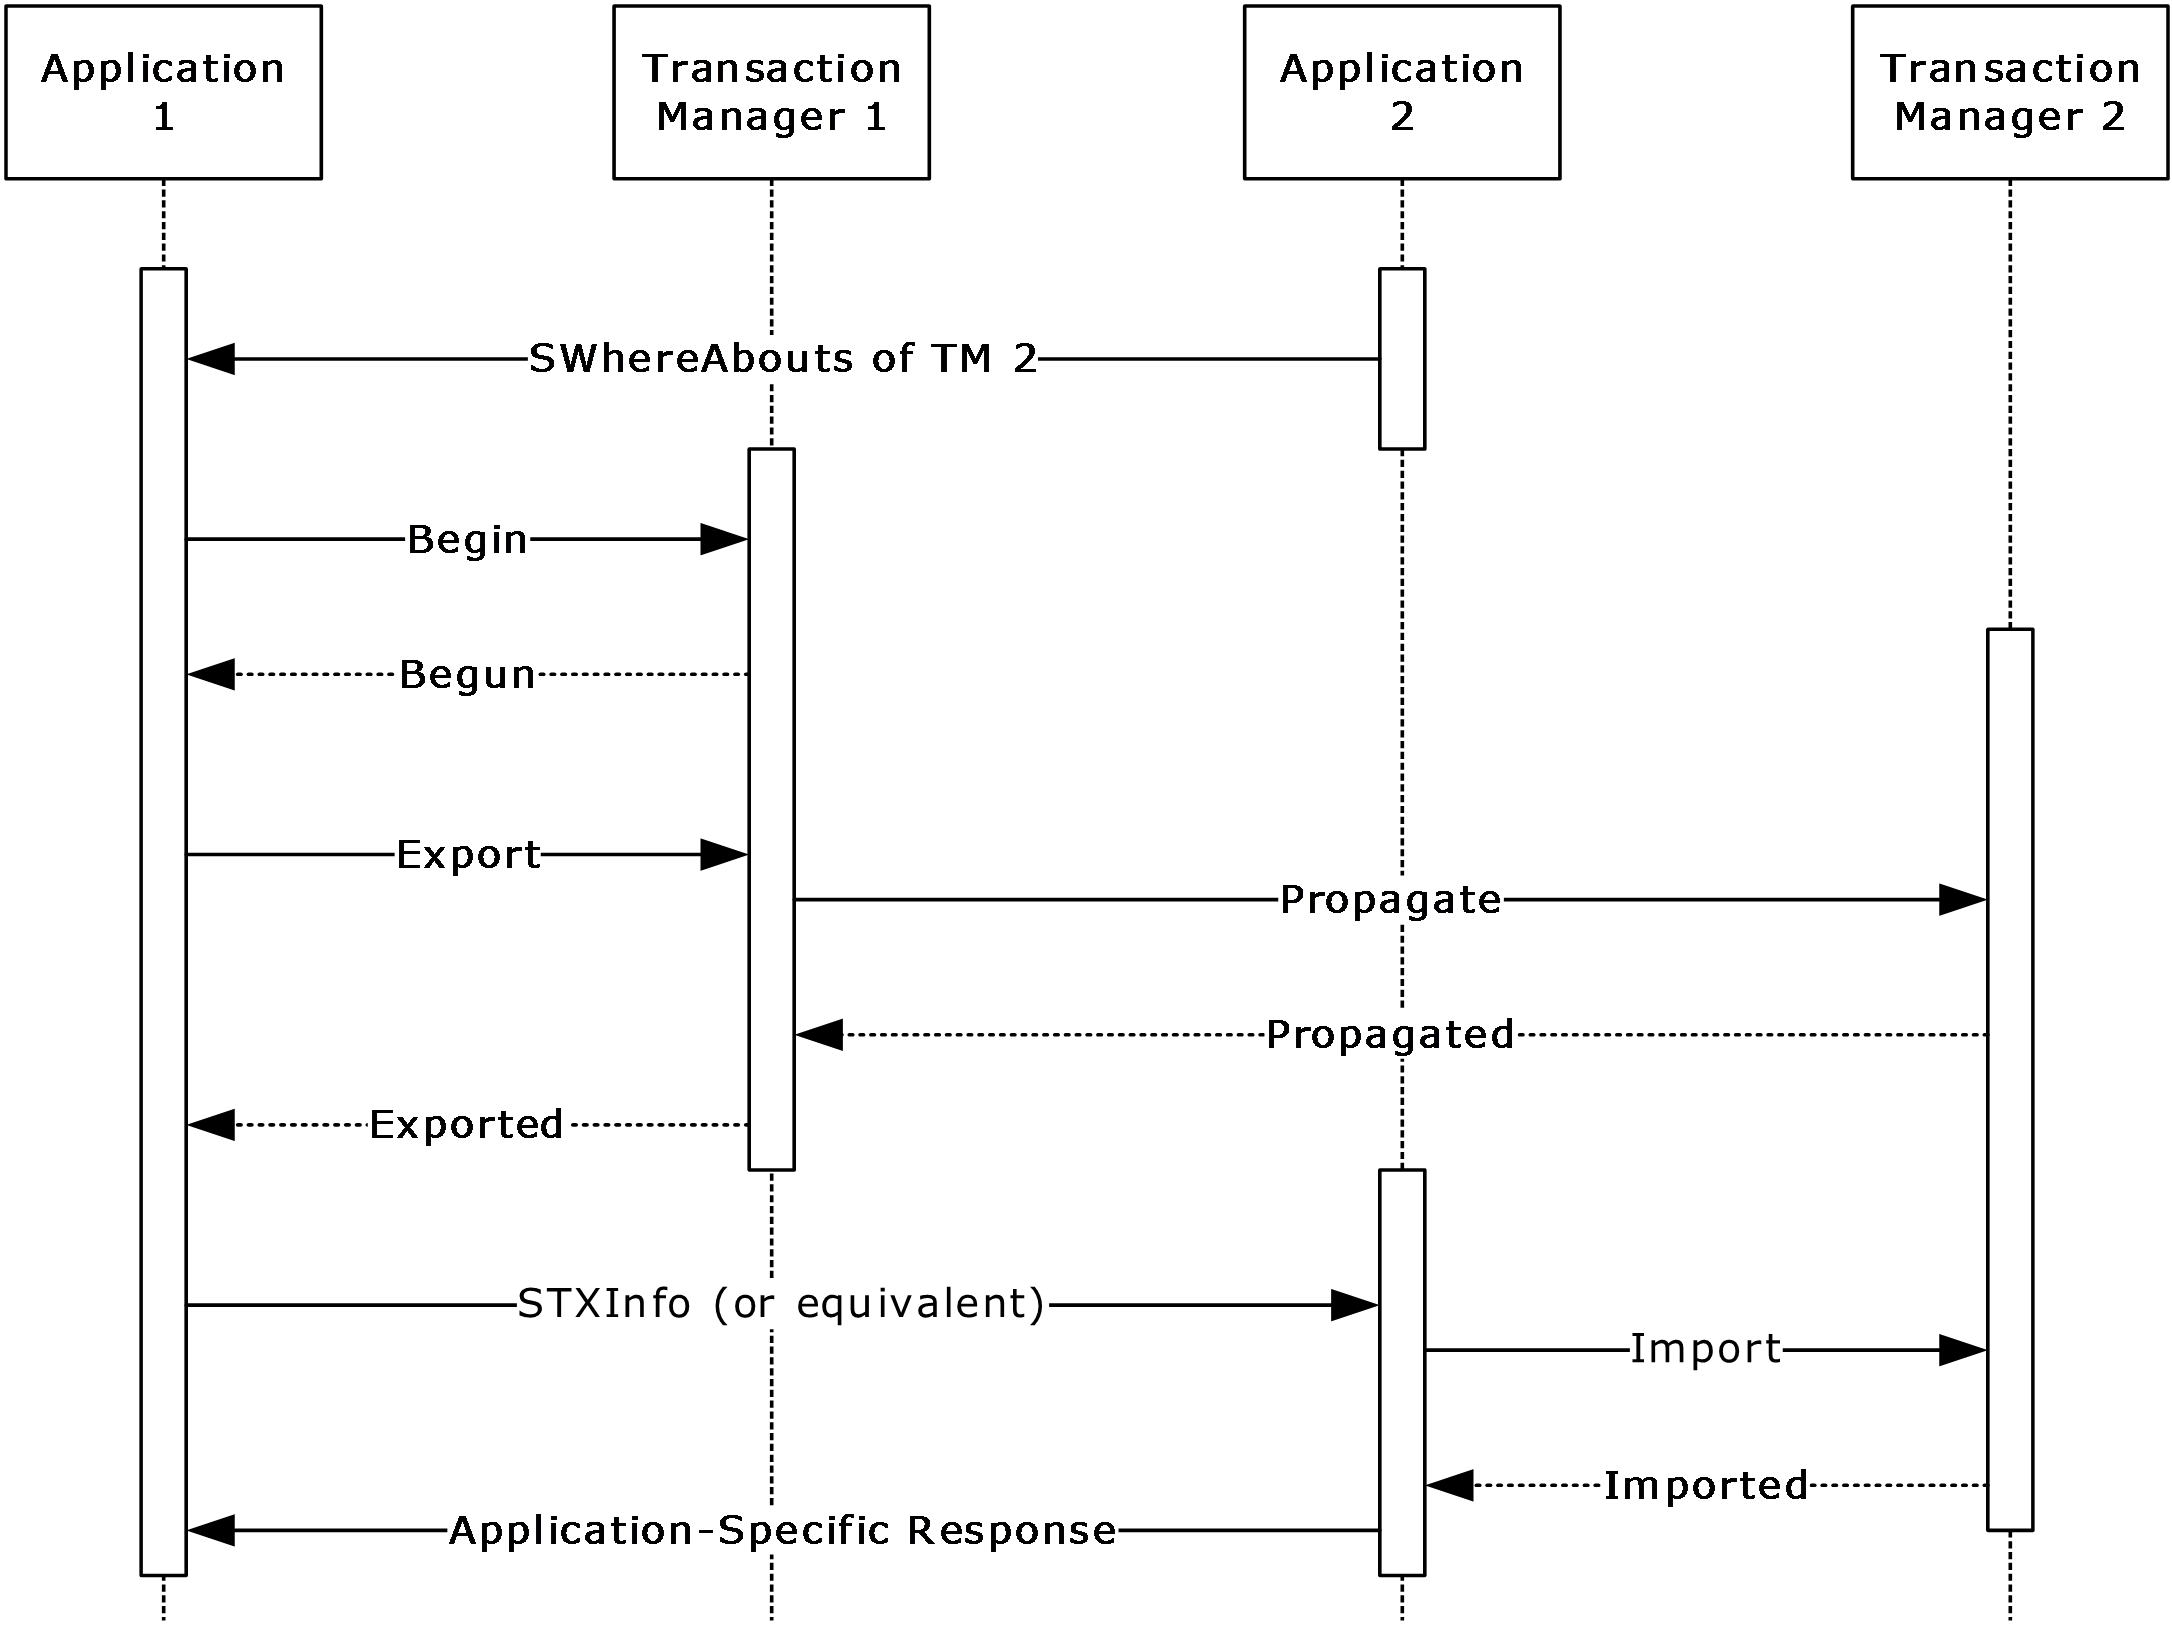 Application
1
Transaction
Manager 1
Application
2
Transaction
Manager 2
SWhereAbouts of TM 2
Begin
Begun
Export
Propagate
Propagated
Exported
STXInfo (or equivalent)
Import
Imported
Application-Specific Response